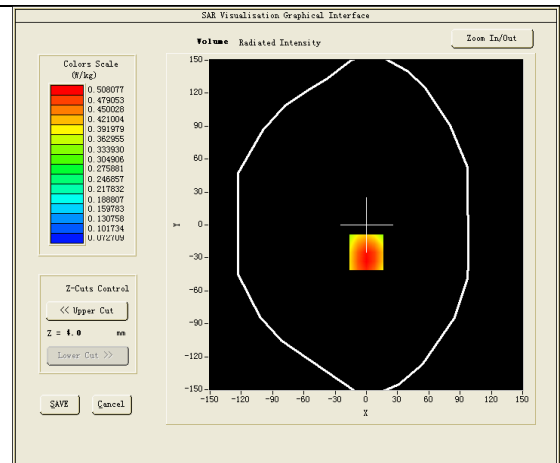 SAR Visualisation Graphical Interface
Volume Radiated Intensity
Zoom In/Out
Colors Scale
(W/kg)
0.508077
0.479053
0.450028
0.421004
0.391979
0.362955
0.333930
0.304906
0.275881
0.246857
0.217832
0.188807
0.159783
0.130758
0.101734
0.072709
150
120
90
60
30
0
-30
-60
-90
-120
-150
Y
-150 -120 -90 -60 -30 0 30 60 90 120 150
X
Z-Cuts Control
<< Upper Cut
Z = 4.0 mm
Lower Cut >>
SAVE Cancel